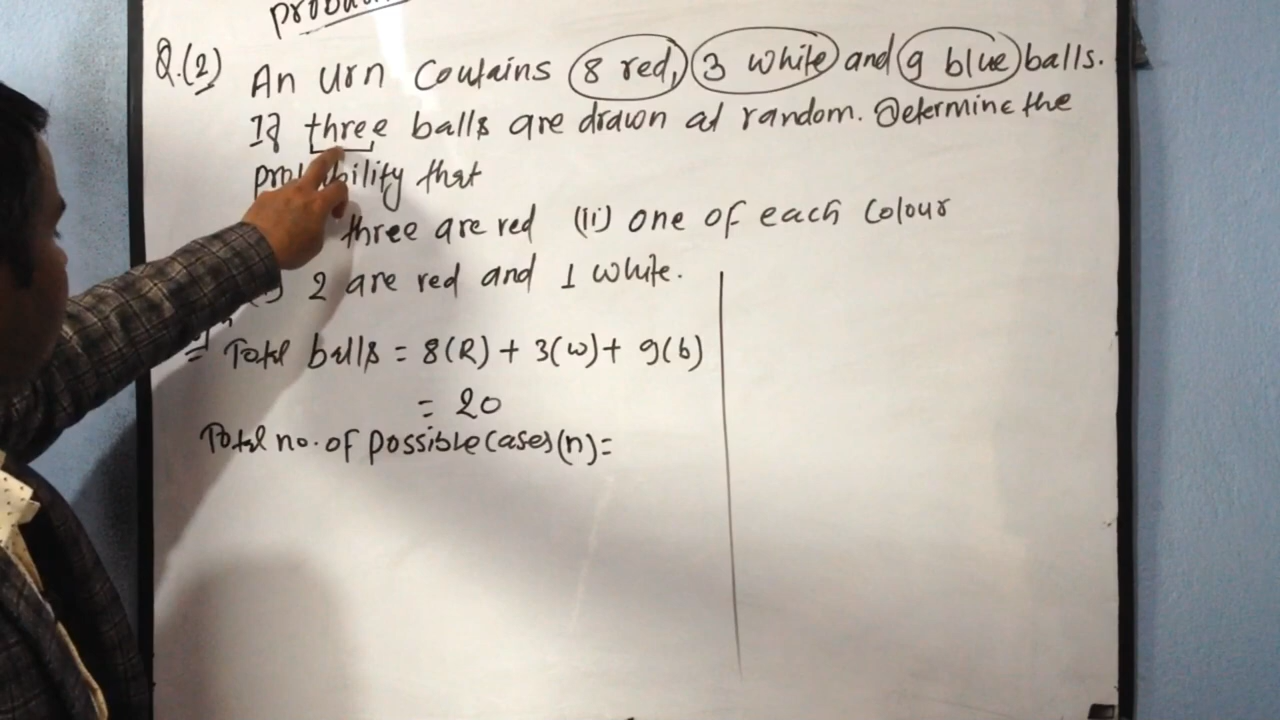 Q.(2) An urn Contains 8 red, 3 white and 9 blue balls.
If three balls are drawn at random. Determine the
that
three are red (ii) one of each Colour
2 are red and 1 white.
Total balls = 8(R) + 3(w) + 9(b)
= 20
Total no. of possible Cases (n) =